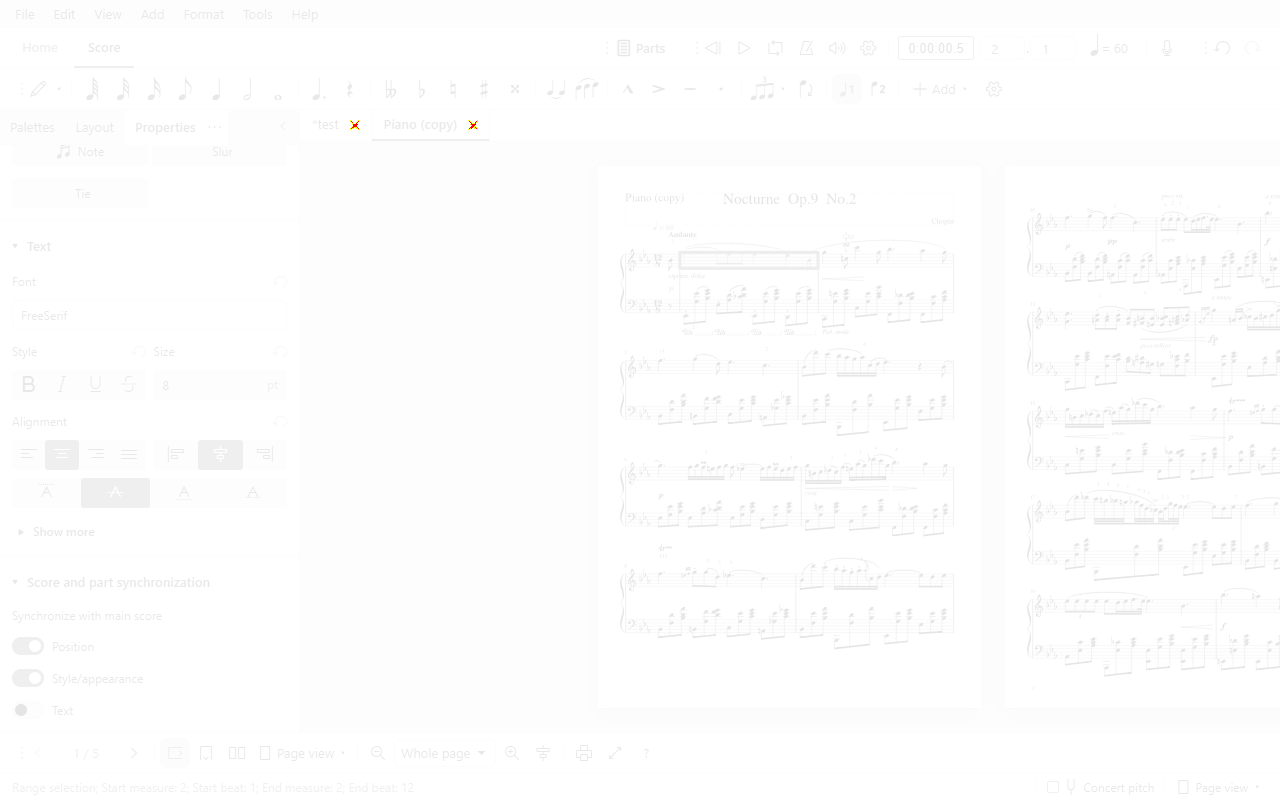 File Edit View Add Format Tools Help
Home Score Parts 0:00:00.5 2 . 1 = 60
Add
Palettes Layout Properties *test Piano (copy)
Note Slur
Tie
Text
Font
FreeSerif
Style Size
B I U S 8 pt
Alignment
Show more
Score and part synchronization
Synchronize with main score
Position
Style/appearance
Text
Piano (copy) Nocturne Op.9 No.2
Chopin
Andante
1 / 5 Page view Whole page ?
Range selection; Start measure: 2; Start beat: 1; End measure: 2; End beat: 12 Concert pitch Page view